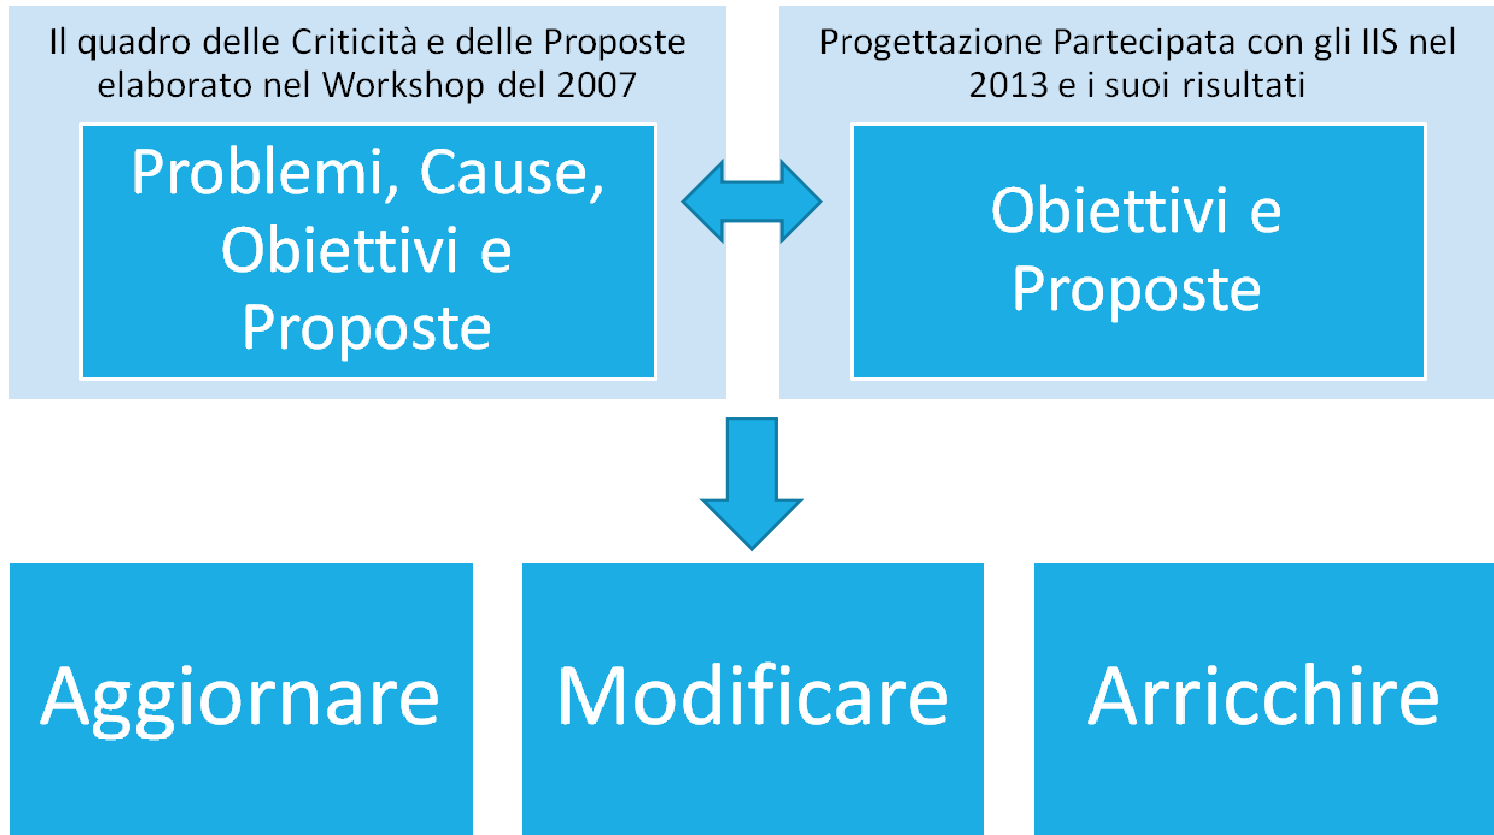 Il quadro delle Criticità e delle Proposte
elaborato nel Workshop del 2007
Problemi, Cause,
Obiettivi e
Proposte
Progettazione Partecipata con gli IIS nel
2013 e i suoi risultati
Obiettivi e
Proposte
Aggiornare
Modificare
Arricchire